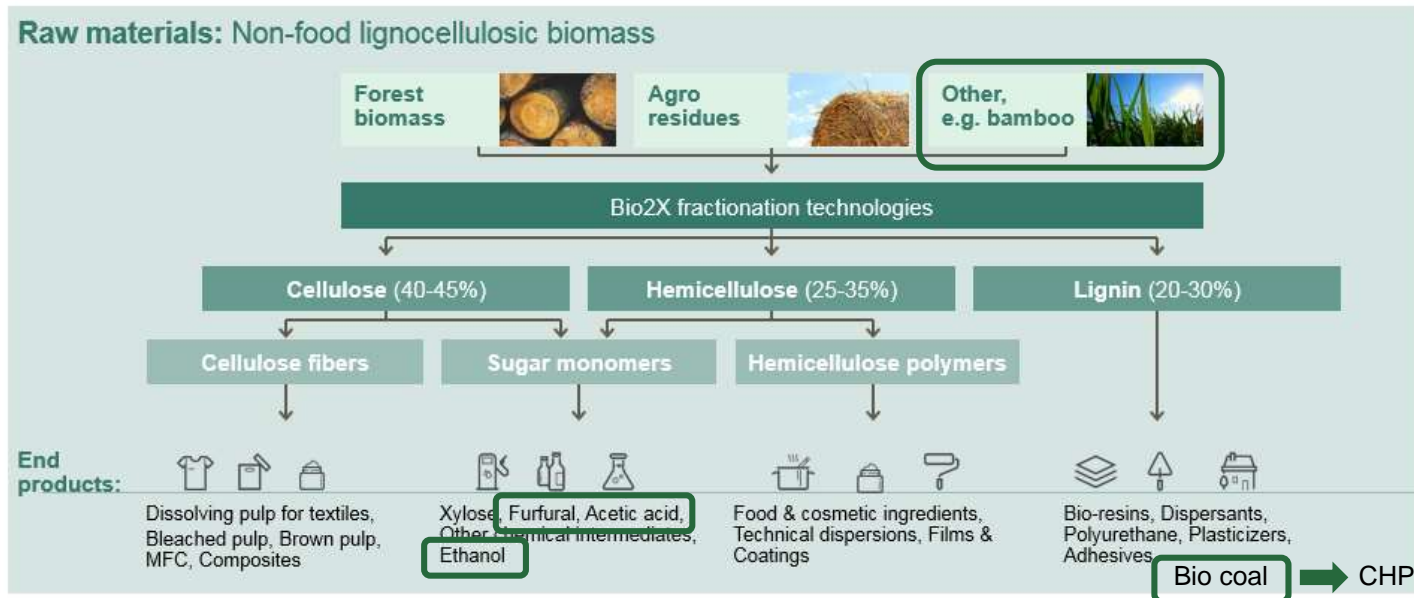 Raw materials: Non-food lignocellulosic biomass
Forest
biomass
Agro
residues
Other,
e.g. bamboo
Bio2X fractionation technologies
Cellulose (40-45%)
Hemicellulose (25-35%)
Lignin (20-30%)
Cellulose fibers
Sugar monomers
Hemicellulose polymers
End
products:
Dissolving pulp for textiles,
Bleached pulp, Brown pulp,
MFC, Composites
Xylose, Furfural, Acetic acid,
Other chemical intermediates,
Ethanol
Food & cosmetic ingredients,
Technical dispersions, Films &
Coatings
Bio-resins, Dispersants,
Polyurethane, Plasticizers,
Adhesives
Bio coal
CHP